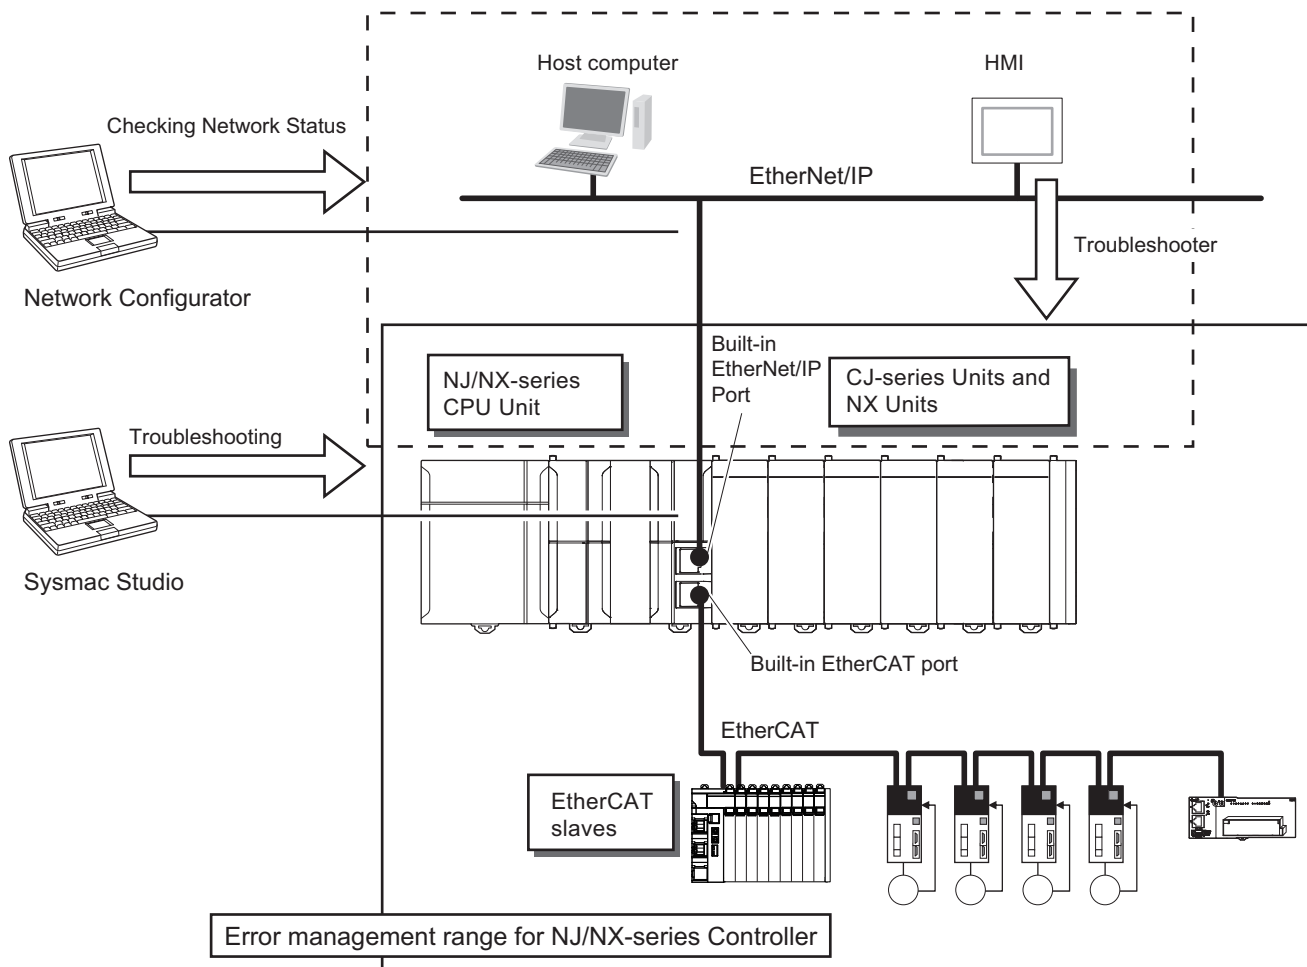 Host computer
HMI
Checking Network Status
EtherNet/IP
Troubleshooter
Network Configurator
Built-in
EtherNet/IP
Port
NJ/NX-series
CPU Unit
CJ-series Units and
NX Units
Troubleshooting
Sysmac Studio
Built-in EtherCAT port
EtherCAT
EtherCAT
slaves
Error management range for NJ/NX-series Controller